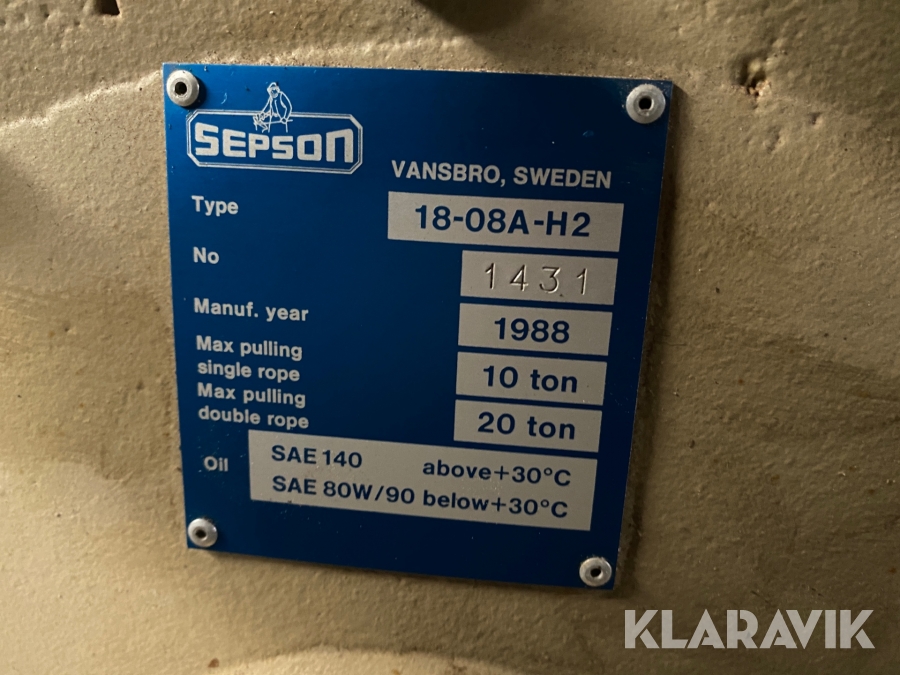 SEPSON
VANSBRO, SWEDEN
Type 18-08A-H2
No 1431
Manuf. year 1988
Max pulling
single rope 10 ton
Max pulling
double rope 20 ton
Oil SAE 140 above+30°C
SAE 80W/90 below+30°C
KLARAVIK